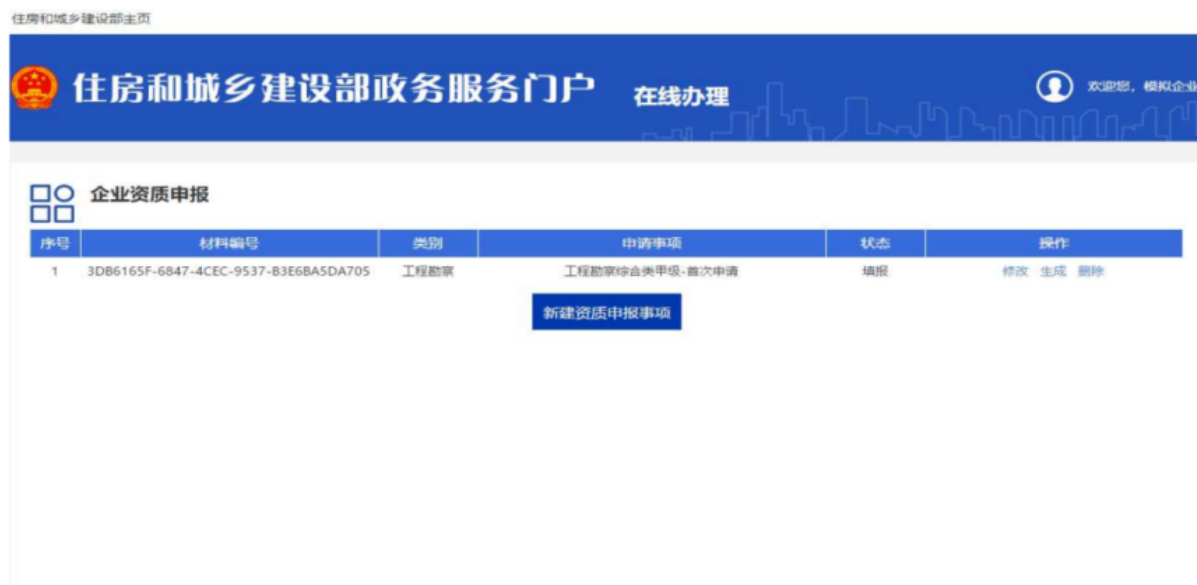 住房和城乡建设部主页
住房和城乡建设部政务服务门户 在线办理 欢迎您，模拟企业
企业资质申报
序号 材料编号 类别 申请事项 状态 操作
1 3DB6165F-6847-4CEC-9537-B3E6BA5DA705 工程勘察 工程勘察综合类甲级-首次申请 填报 修改 生成 删除
新建资质申报事项